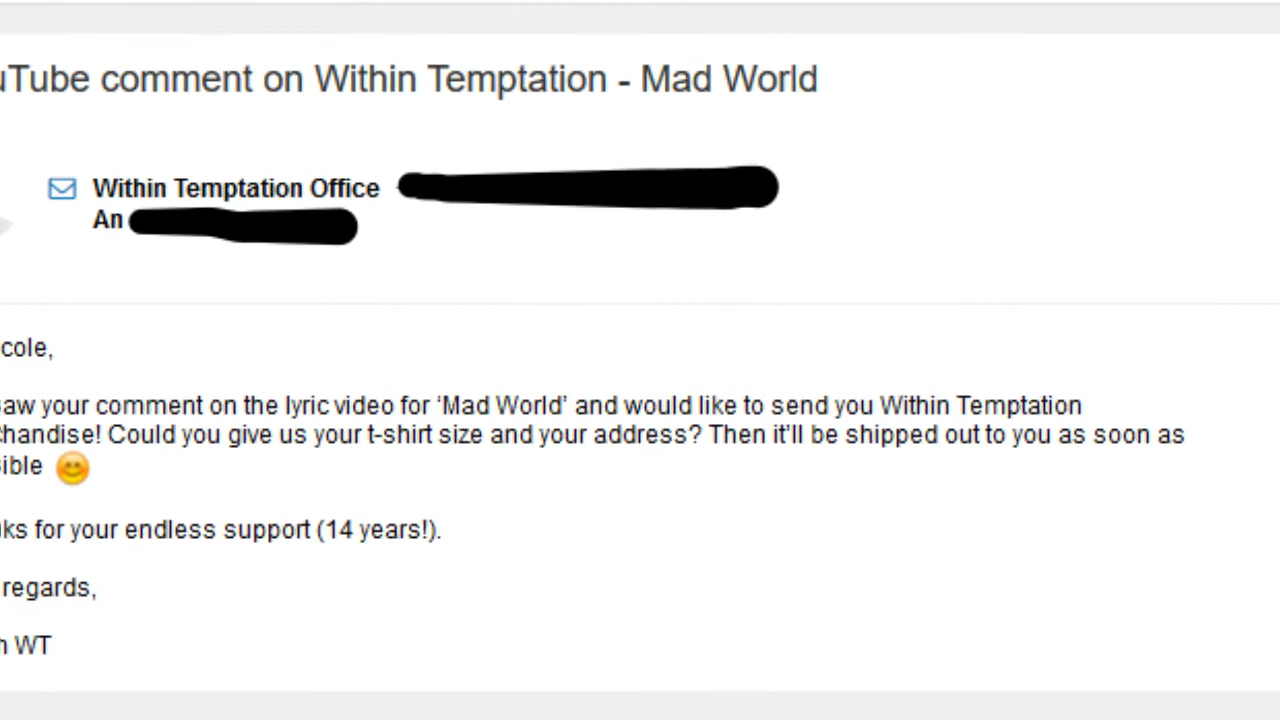 uTube comment on Within Temptation - Mad World
Within Temptation Office
An
cole,
saw your comment on the lyric video for ‘Mad World’ and would like to send you Within Temptation
chandise! Could you give us your t-shirt size and your address? Then it'll be shipped out to you as soon as
sible
ks for your endless support (14 years!).
regards,
WT